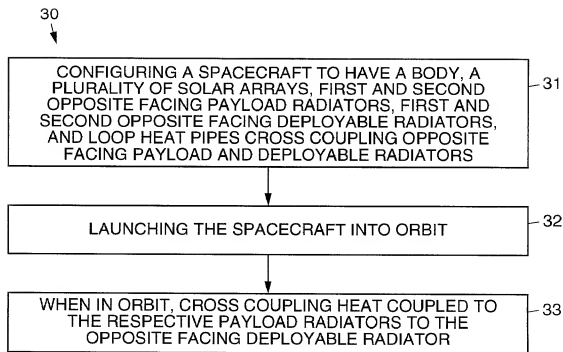 30
CONFIGURING A SPACECRAFT TO HAVE A BODY, A
PLURALITY OF SOLAR ARRAYS, FIRST AND SECOND
OPPOSITE FACING PAYLOAD RADIATORS, FIRST AND
SECOND OPPOSITE FACING DEPLOYABLE RADIATORS,
AND LOOP HEAT PIPES CROSS COUPLING OPPOSITE
FACING PAYLOAD AND DEPLOYABLE RADIATORS
31
LAUNCHING THE SPACECRAFT INTO ORBIT
32
WHEN IN ORBIT, CROSS COUPLING HEAT COUPLED TO
THE RESPECTIVE PAYLOAD RADIATORS TO THE
OPPOSITE FACING DEPLOYABLE RADIATOR
33